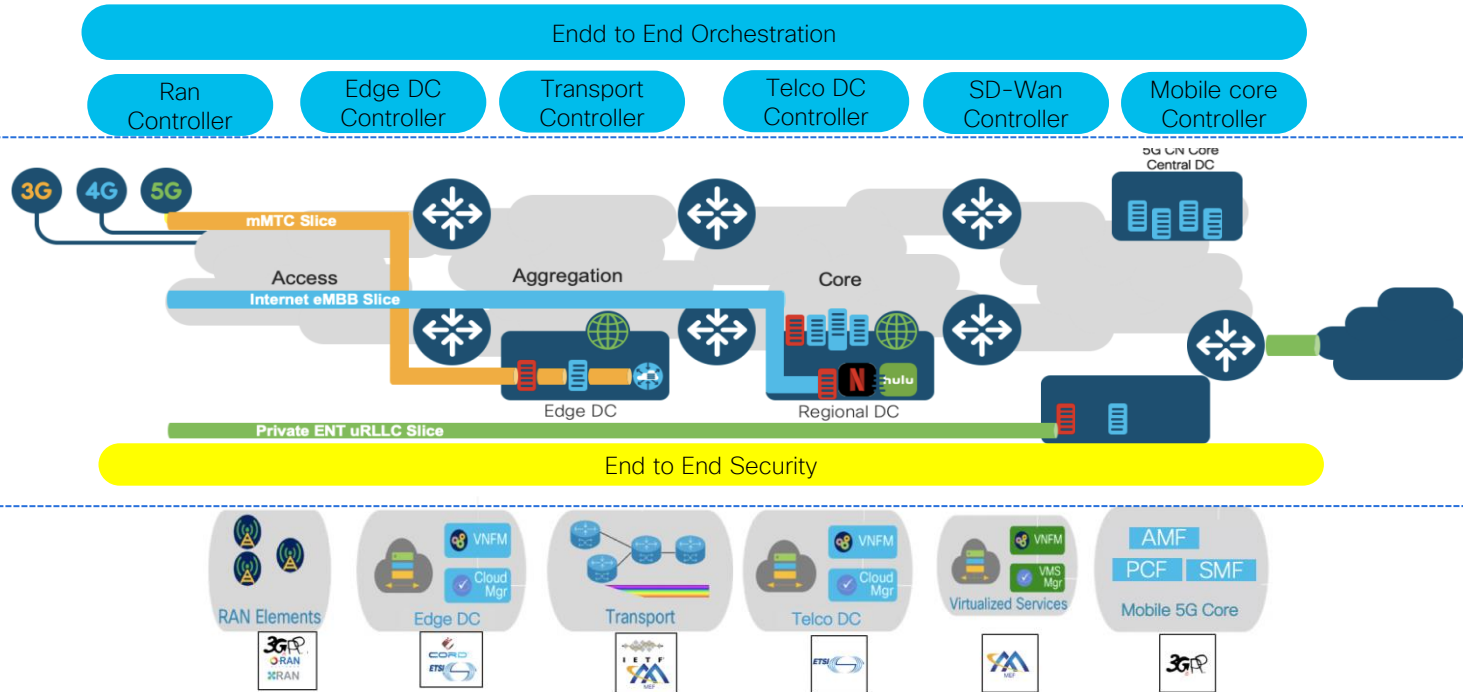 Endd to End Orchestration
Ran
Controller
Edge DC
Controller
Transport
Controller
Telco DC
Controller
SD-Wan
Controller
Mobile core
Controller
5G CN Core
Central DC
3G
4G
5G
mMTC Slice
Access
Aggregation
Core
Internet eMBB Slice
N
hulu
Edge DC
Regional DC
Private ENT uRLLC Slice
End to End Security
VNFM
Cloud
Mgr
VNFM
Cloud
Mgr
VNFM
VMS
Mgr
AMF
PCF
SMF
RAN Elements
Edge DC
Transport
Telco DC
Virtualized Services
Mobile 5G Core
3GPP
ORAN
XRAN
CORD
ETSI
IETF
MEF
ETSI
MEF
3GPP